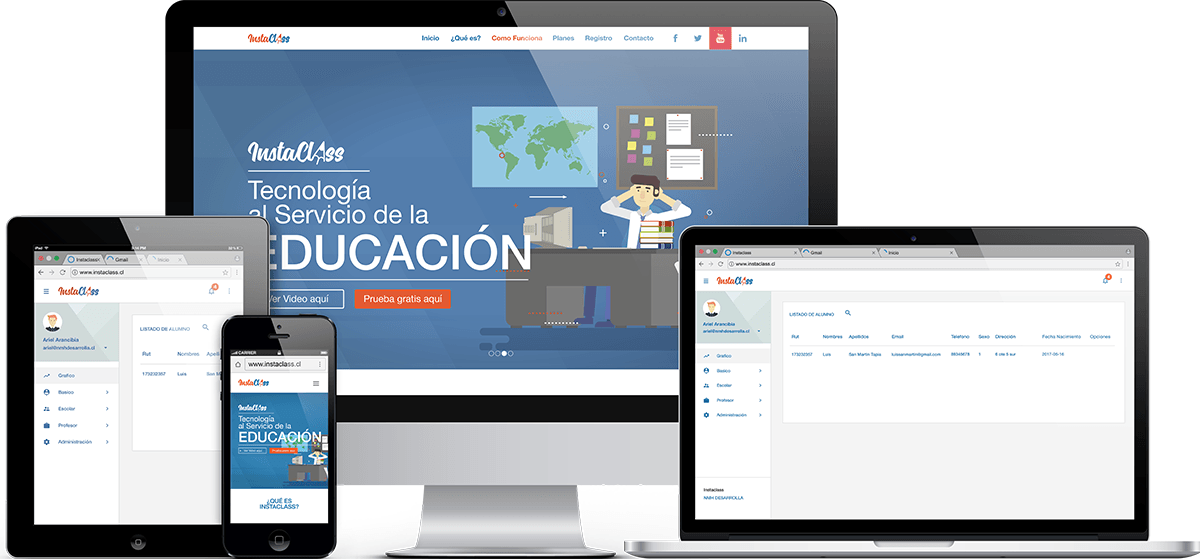 InstaClass
Inicio ¿Qué es? Como Funciona Planes Registro Contacto
InstaClass
Tecnología
al Servicio de la
EDUCACIÓN
Ver Video aquí Prueba gratis aquí
iPad
Instaclass Gmail Inicio
www.instaclass.cl
InstaClass
Ariel Arancibia
ariel@nmhdesarrolla.cl
LISTADO DE ALUMNO
Rut Nombres
173232357 Luis
Grafico
Basico
Escolar
Profesor
Administración
CARRIER
www.instaclass.cl
InstaClass
InstaClass
Tecnología
al Servicio de la
EDUCACIÓN
¿QUÉ ES
INSTACLASS?
Instaclass Gmail Inicio
www.instaclass.cl
InstaClass
Ariel Arancibia
ariel@nmhdesarrolla.cl
LISTADO DE ALUMNO
Rut Nombres Apellidos Email Telefono Sexo Dirección Fecha Nacimiento Opciones
173232357 Luis San Martin Tapia luissanmartin@gmail.com 1 6 ote 5 sur 2017-06-16
Grafico
Basico
Escolar
Profesor
Administración
Instaclass
NMH DESARROLLA